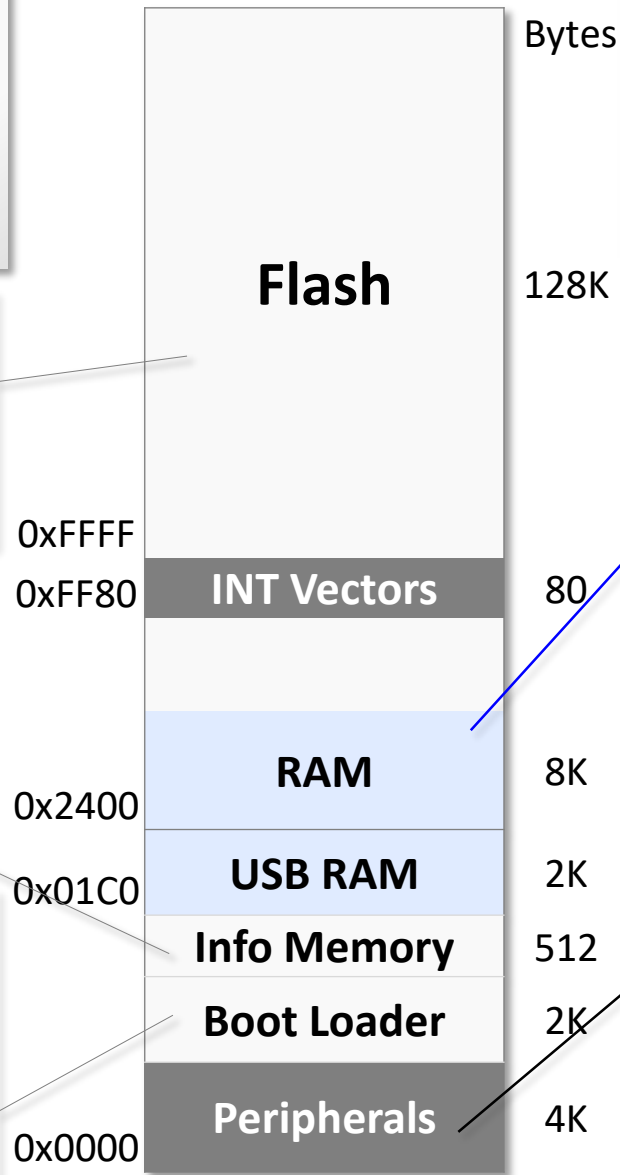 Bytes
Flash 128K
0xFFFF
0xFF80 INT Vectors 80
RAM 8K
0x2400
USB RAM 2K
0x01C0
Info Memory 512
Boot Loader 2K
Peripherals 4K
0x0000